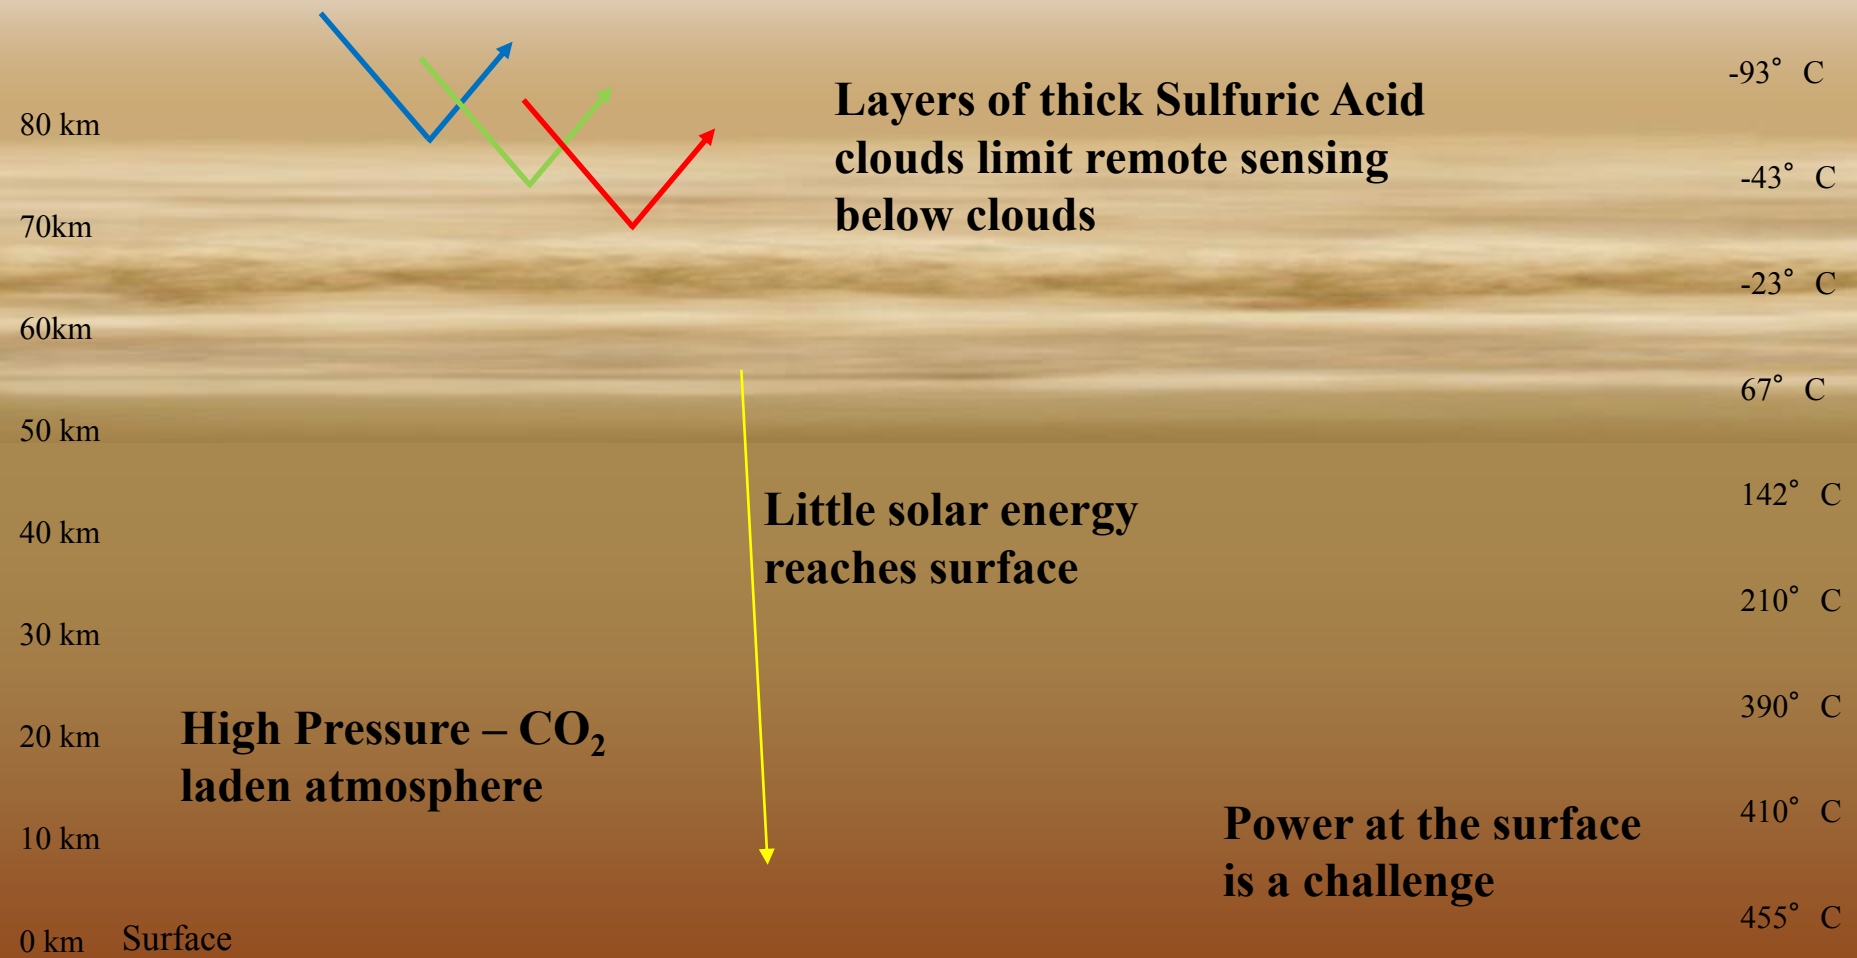 -93° C
80 km
Layers of thick Sulfuric Acid
clouds limit remote sensing
below clouds
-43° C
70km
-23° C
60km
67° C
50 km
142° C
Little solar energy
reaches surface
40 km
210° C
30 km
390° C
20 km
High Pressure – CO₂
laden atmosphere
410° C
10 km
Power at the surface
is a challenge
455° C
0 km Surface